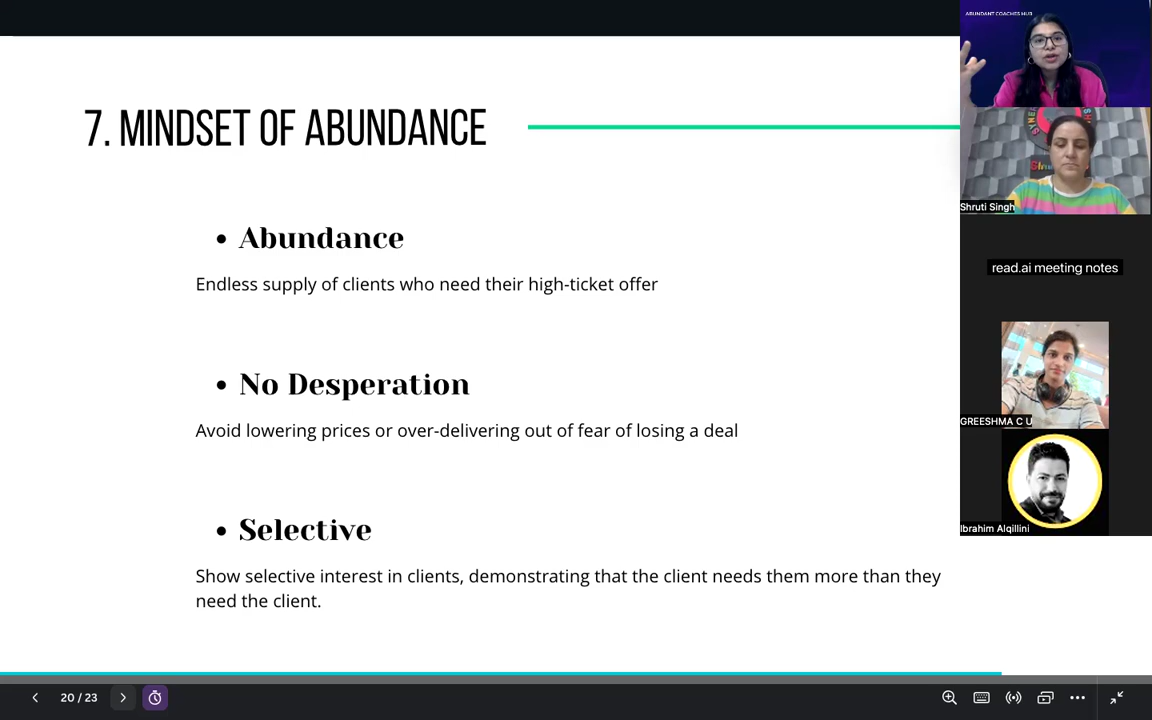 ABUNDANT COACHES HUB
7. MINDSET OF ABUNDANCE
• Abundance
Endless supply of clients who need their high-ticket offer
• No Desperation
Avoid lowering prices or over-delivering out of fear of losing a deal
• Selective
Show selective interest in clients, demonstrating that the client needs them more than they
need the client.
Shruti Singh
read.ai meeting notes
GREESHMA C U
Ibrahim Alqillini
20 / 23